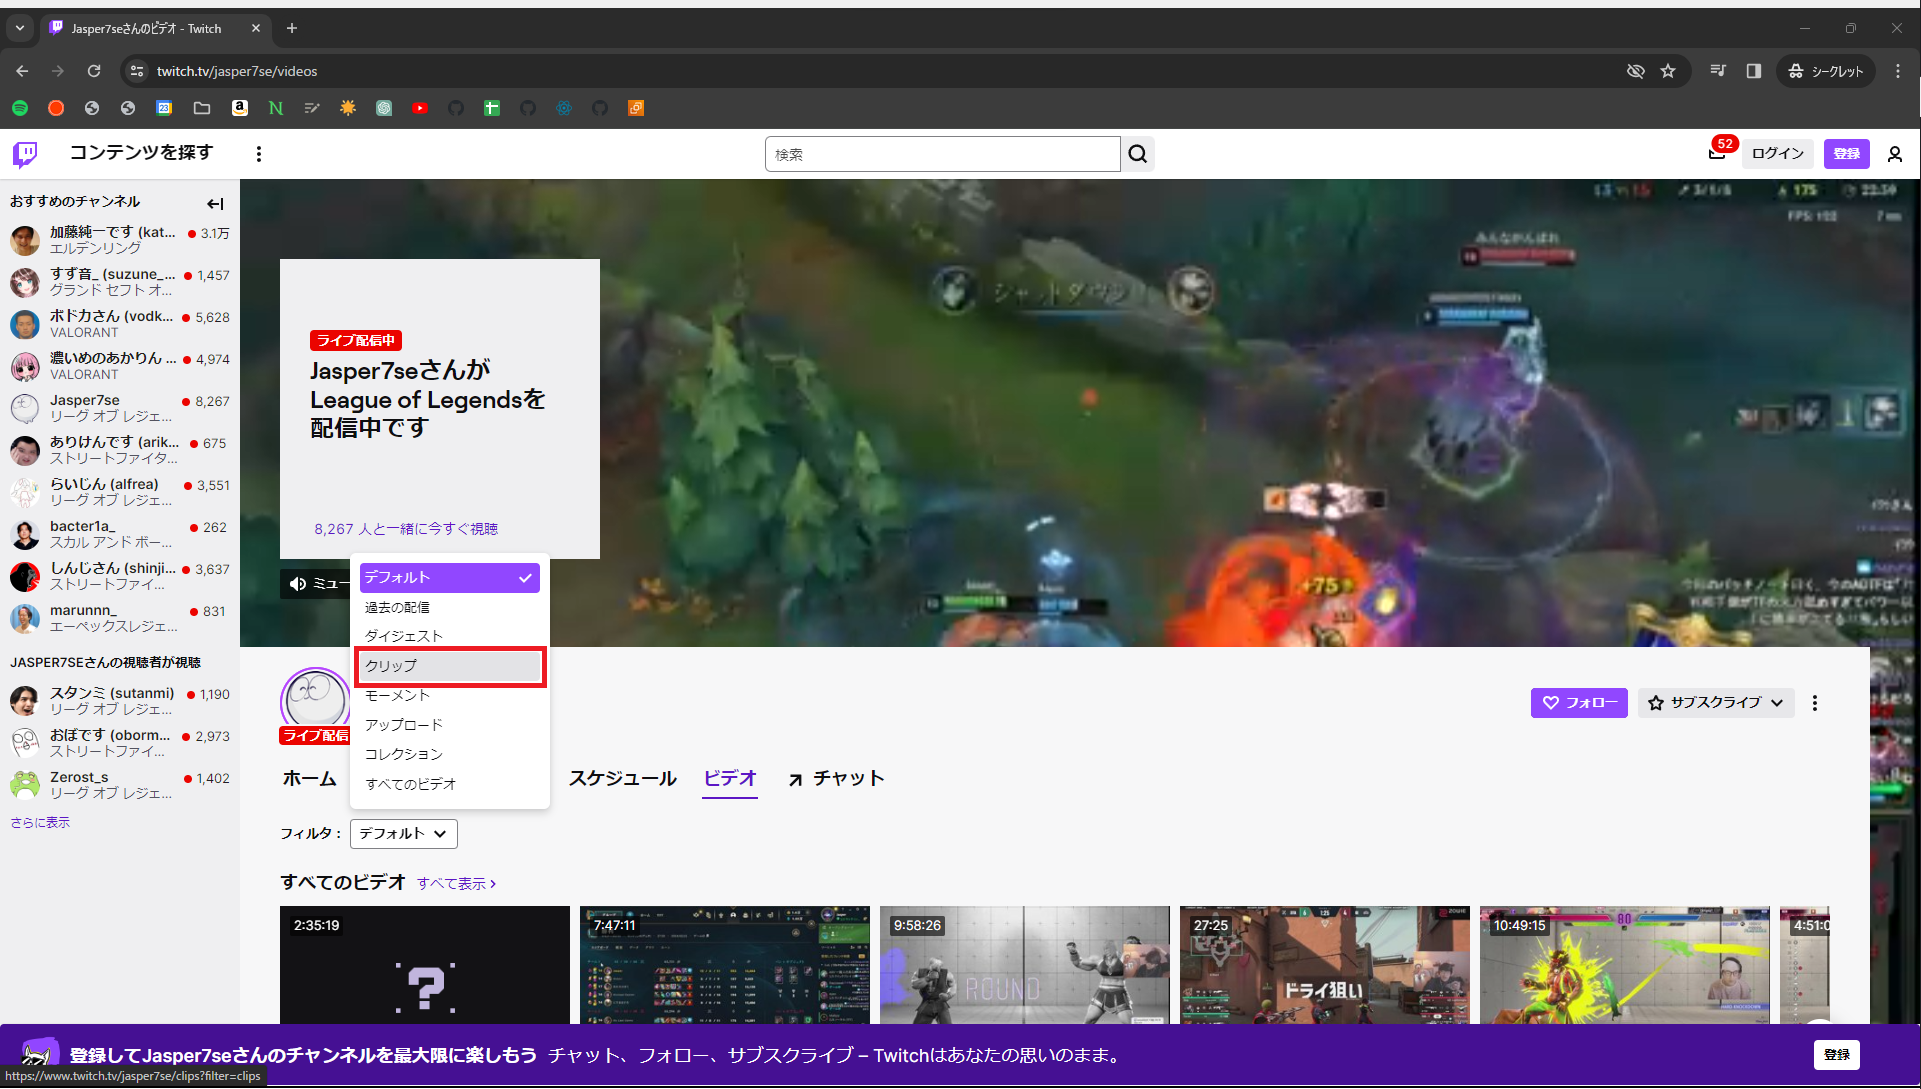 Jasper7seさんのビデオ - Twitch
twitch.tv/jasper7se/videos
シークレット
コンテンツを探す
検索
52
ログイン
登録
おすすめのチャンネル
加藤純一です (kat...
3.1万
エルデンリング
すず音_ (suzune_...
1,457
グランド セフト オ...
ボドカさん (vodk...
5,628
VALORANT
濃いめのあかりん ...
4,974
VALORANT
Jasper7se
8,267
リーグ オブ レジェ...
ありけんです (arik...
675
ストリートファイタ...
らいじん (alfrea)
3,551
リーグ オブ レジェ...
bacter1a_
262
スカル アンド ボー...
しんじさん (shinji...
3,637
ストリートファイ...
marunnn_
831
エーペックスレジェ...
JASPER7SEさんの視聴者が視聴
スタンミ (sutanmi)
1,190
リーグ オブ レジェ...
おぼです (oborm...
2,973
ストリートファイ...
Zerost_s
1,402
リーグ オブ レジェ...
さらに表示
175
22:39
みんながんばれ
シャットダウン
+75
ライブ配信中
Jasper7seさんが
League of Legendsを
配信中です
8,267 人と一緒に今すぐ視聴
ミュー
デフォルト
過去の配信
ダイジェスト
クリップ
モーメント
アップロード
コレクション
すべてのビデオ
ライブ配信
フォロー
サブスクライブ
ホーム
スケジュール
ビデオ
チャット
フィルタ：
デフォルト
すべてのビデオ
すべて表示
2:35:19
7:47:11
9:58:26
ROUND
27:25
ドライ狙い
10:49:15
80
4:51:0
登録してJasper7seさんのチャンネルを最大限に楽しもう
チャット、フォロー、サブスクライブ – Twitchはあなたの思いのまま。
登録
https://www.twitch.tv/jasper7se/clips?filter=clips